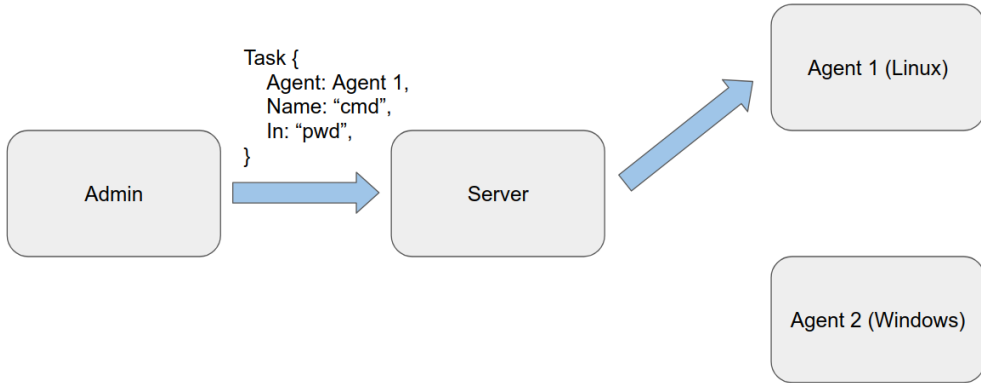 Task {
Agent: Agent 1,
Name: “cmd”,
In: “pwd”,
}
Admin
Server
Agent 1 (Linux)
Agent 2 (Windows)